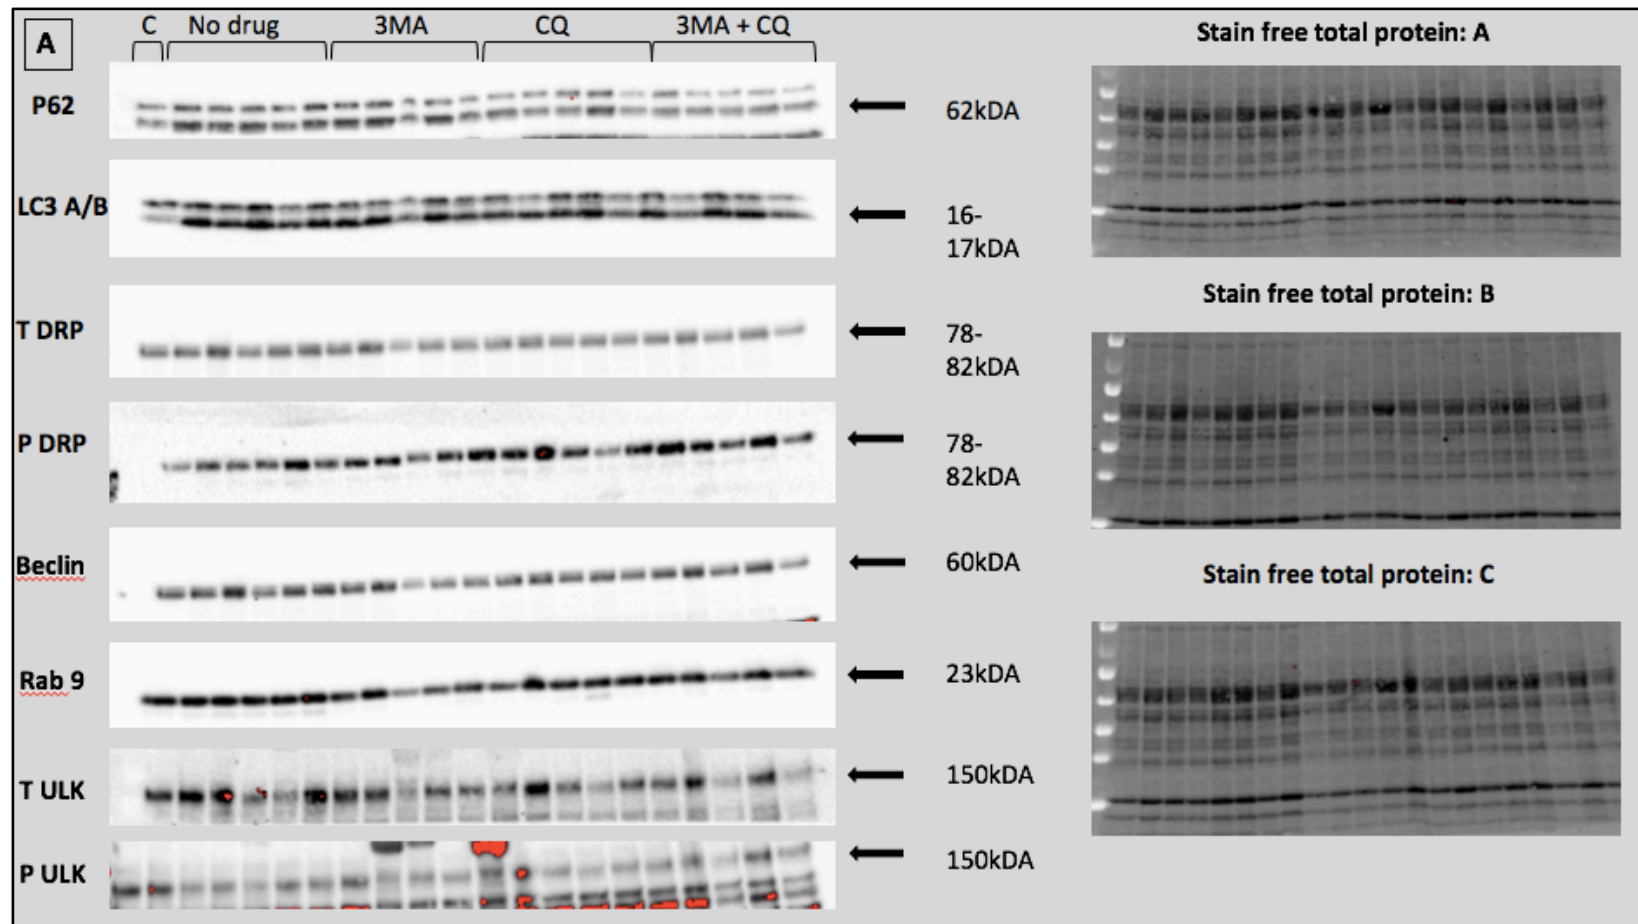 A
C No drug 3MA CQ 3MA + CQ
P62 62kDA
LC3 A/B 16-
17kDA
T DRP 78-
82kDA
P DRP 78-
82kDA
Beclin 60kDA
Rab 9 23kDA
T ULK 150kDA
P ULK 150kDA
Stain free total protein: A
Stain free total protein: B
Stain free total protein: C